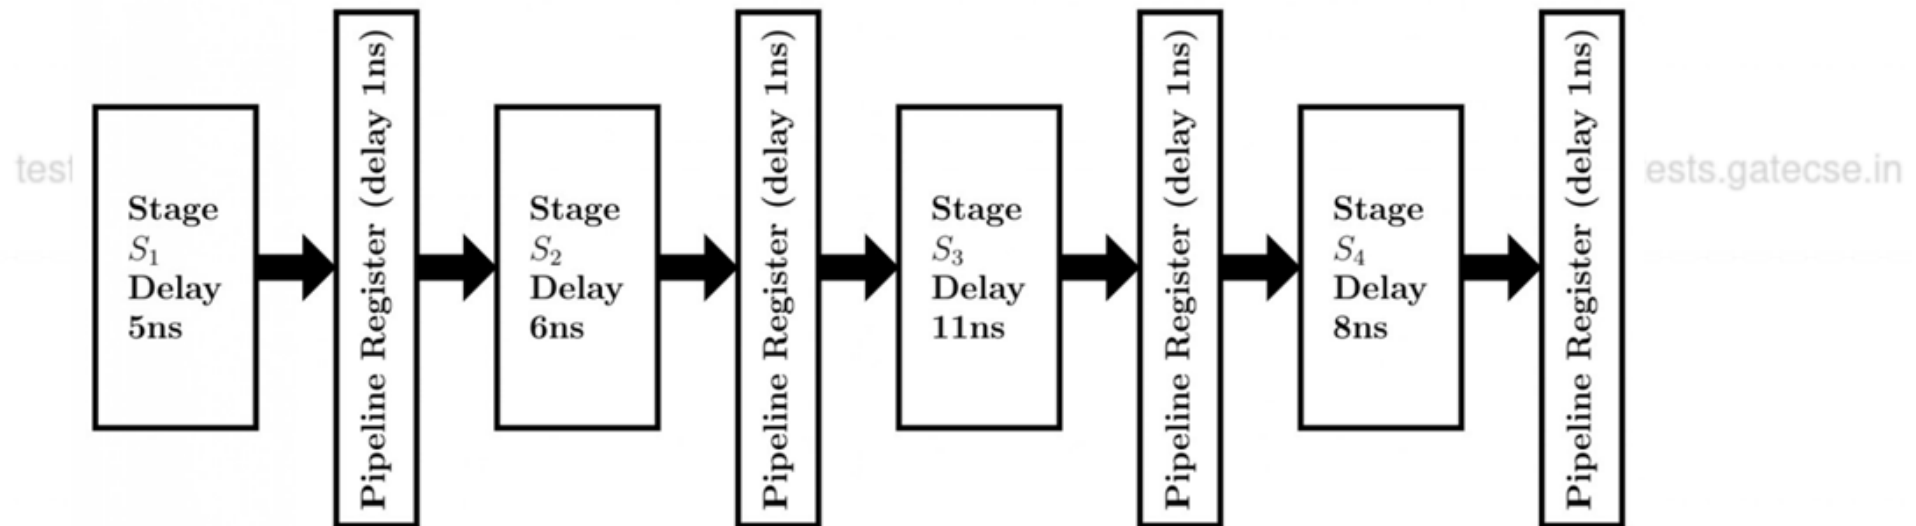 Stage
S₁
Delay
5ns
Pipeline Register (delay 1ns)
Stage
S₂
Delay
6ns
Pipeline Register (delay 1ns)
Stage
S₃
Delay
11ns
Pipeline Register (delay 1ns)
Stage
S₄
Delay
8ns
Pipeline Register (delay 1ns)
test
ests.gatecse.in